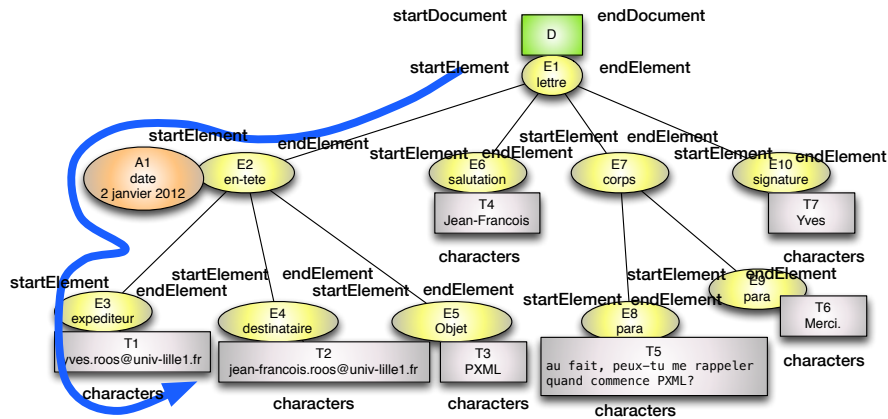 startDocument
endDocument
D
startElement
E1
endElement
lettre
startElement
endElement
startElement
endElement
startElement
endElement
startElement
endElement
A1
date
2 janvier 2012
E2
en-tete
E6
salutation
E7
corps
E10
signature
T4
Jean-Francois
T7
Yves
characters
characters
startElement
endElement
startElement
endElement
endElement
startElement
endElement
startElement
endElement
E3
expediteur
E4
destinataire
E5
Objet
E8
para
E9
para
T1
yves.roos@univ-lille1.fr
T2
jean-francois.roos@univ-lille1.fr
T3
PXML
T5
au fait, peux-tu me rappeler
quand commence PXML?
T6
Merci.
characters
characters
characters
characters
characters